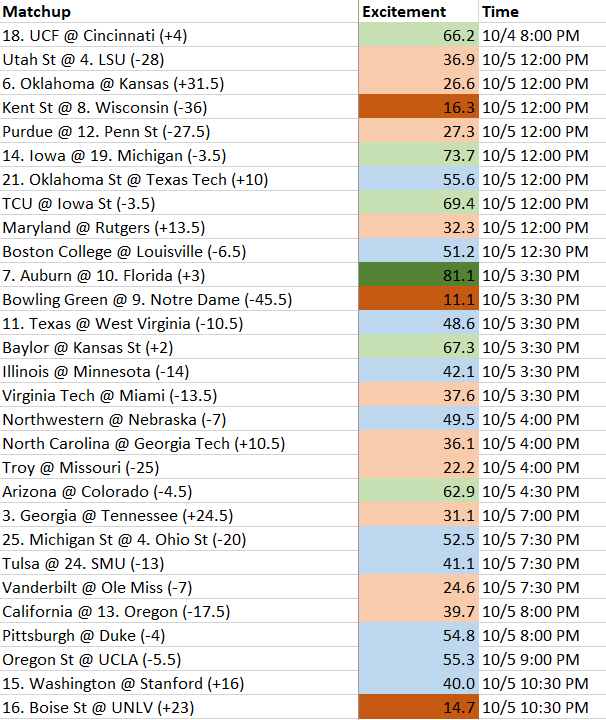 Matchup Excitement Time
18. UCF @ Cincinnati (+4) 66.2 10/4 8:00 PM
Utah St @ 4. LSU (-28) 36.9 10/5 12:00 PM
6. Oklahoma @ Kansas (+31.5) 26.6 10/5 12:00 PM
Kent St @ 8. Wisconsin (-36) 16.3 10/5 12:00 PM
Purdue @ 12. Penn St (-27.5) 27.3 10/5 12:00 PM
14. Iowa @ 19. Michigan (-3.5) 73.7 10/5 12:00 PM
21. Oklahoma St @ Texas Tech (+10) 55.6 10/5 12:00 PM
TCU @ Iowa St (-3.5) 69.4 10/5 12:00 PM
Maryland @ Rutgers (+13.5) 32.3 10/5 12:00 PM
Boston College @ Louisville (-6.5) 51.2 10/5 12:30 PM
7. Auburn @ 10. Florida (+3) 81.1 10/5 3:30 PM
Bowling Green @ 9. Notre Dame (-45.5) 11.1 10/5 3:30 PM
11. Texas @ West Virginia (-10.5) 48.6 10/5 3:30 PM
Baylor @ Kansas St (+2) 67.3 10/5 3:30 PM
Illinois @ Minnesota (-14) 42.1 10/5 3:30 PM
Virginia Tech @ Miami (-13.5) 37.6 10/5 3:30 PM
Northwestern @ Nebraska (-7) 49.5 10/5 4:00 PM
North Carolina @ Georgia Tech (+10.5) 36.1 10/5 4:00 PM
Troy @ Missouri (-25) 22.2 10/5 4:00 PM
Arizona @ Colorado (-4.5) 62.9 10/5 4:30 PM
3. Georgia @ Tennessee (+24.5) 31.1 10/5 7:00 PM
25. Michigan St @ 4. Ohio St (-20) 52.5 10/5 7:30 PM
Tulsa @ 24. SMU (-13) 41.1 10/5 7:30 PM
Vanderbilt @ Ole Miss (-7) 24.6 10/5 7:30 PM
California @ 13. Oregon (-17.5) 39.7 10/5 8:00 PM
Pittsburgh @ Duke (-4) 54.8 10/5 8:00 PM
Oregon St @ UCLA (-5.5) 55.3 10/5 9:00 PM
15. Washington @ Stanford (+16) 40.0 10/5 10:30 PM
16. Boise St @ UNLV (+23) 14.7 10/5 10:30 PM